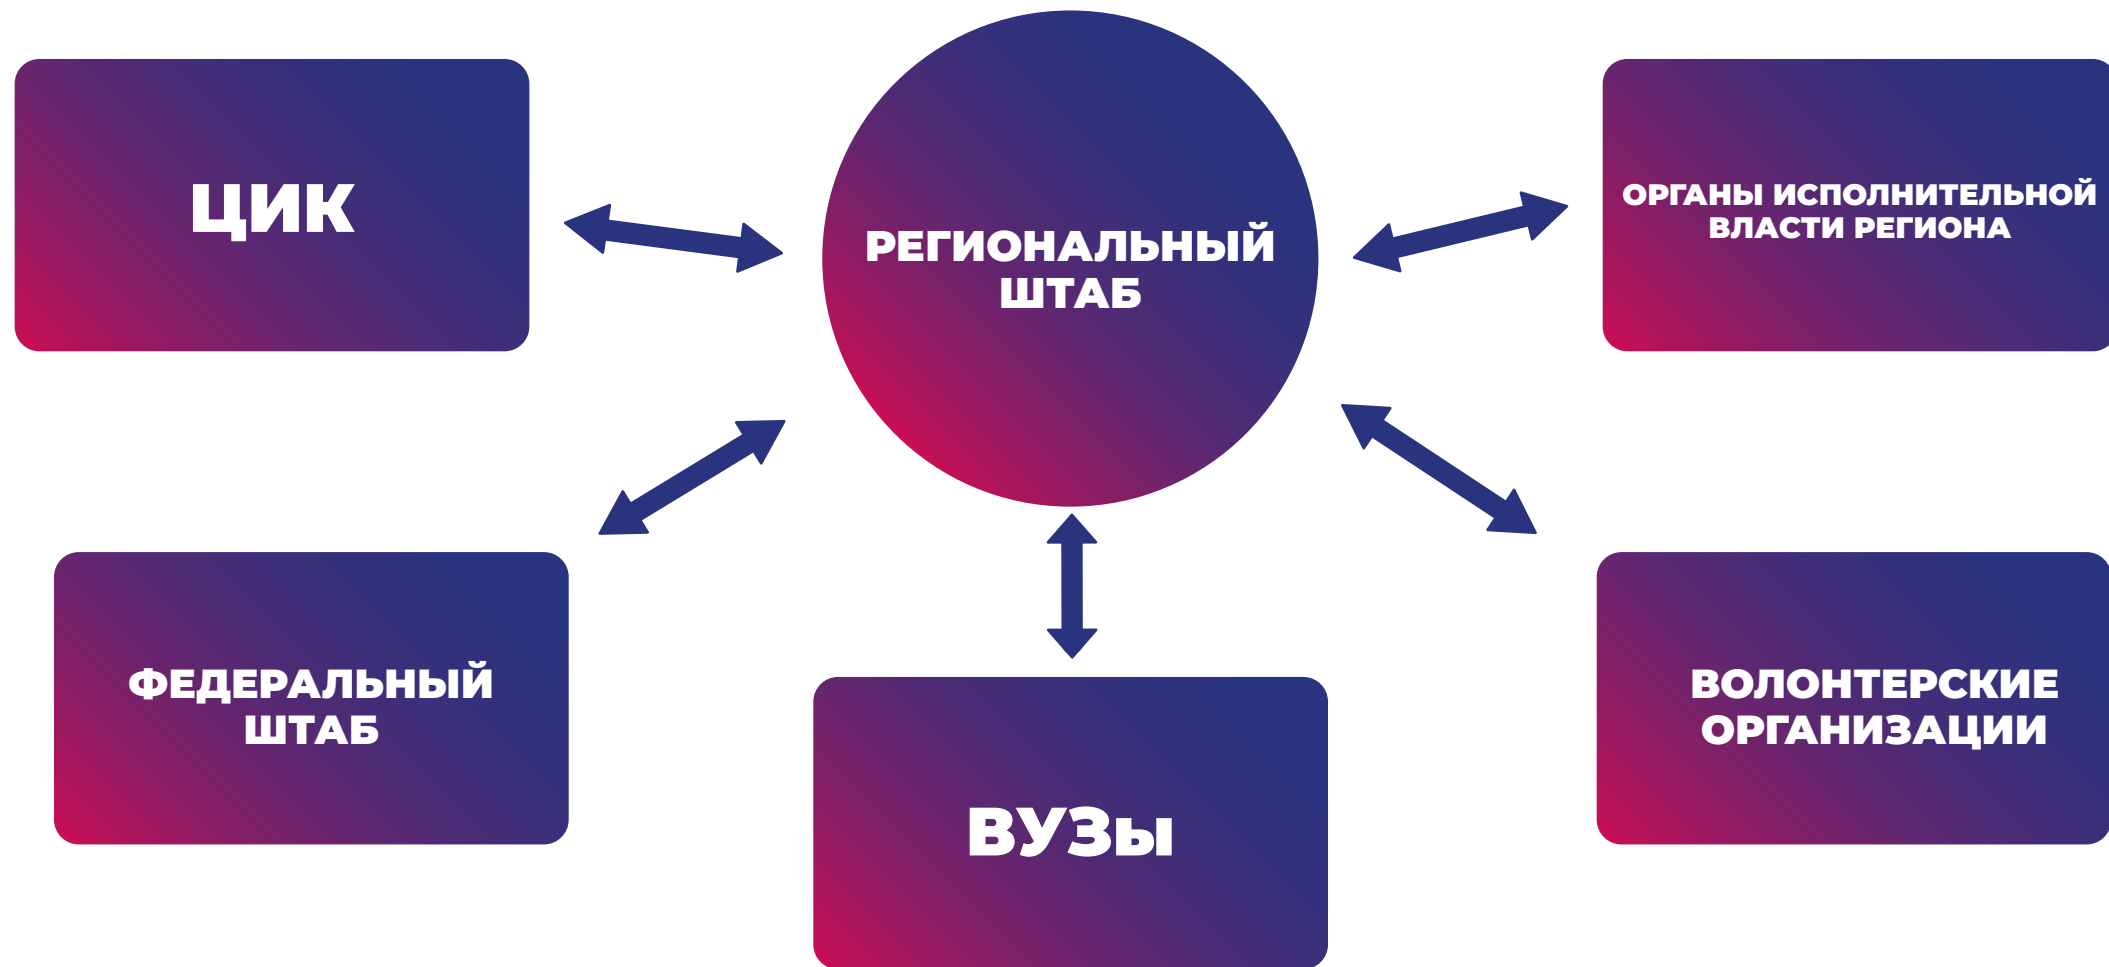 ЦИК
РЕГИОНАЛЬНЫЙ
ШТАБ
ОРГАНЫ ИСПОЛНИТЕЛЬНОЙ
ВЛАСТИ РЕГИОНА
ФЕДЕРАЛЬНЫЙ
ШТАБ
ВУЗы
ВОЛОНТЕРСКИЕ
ОРГАНИЗАЦИИ